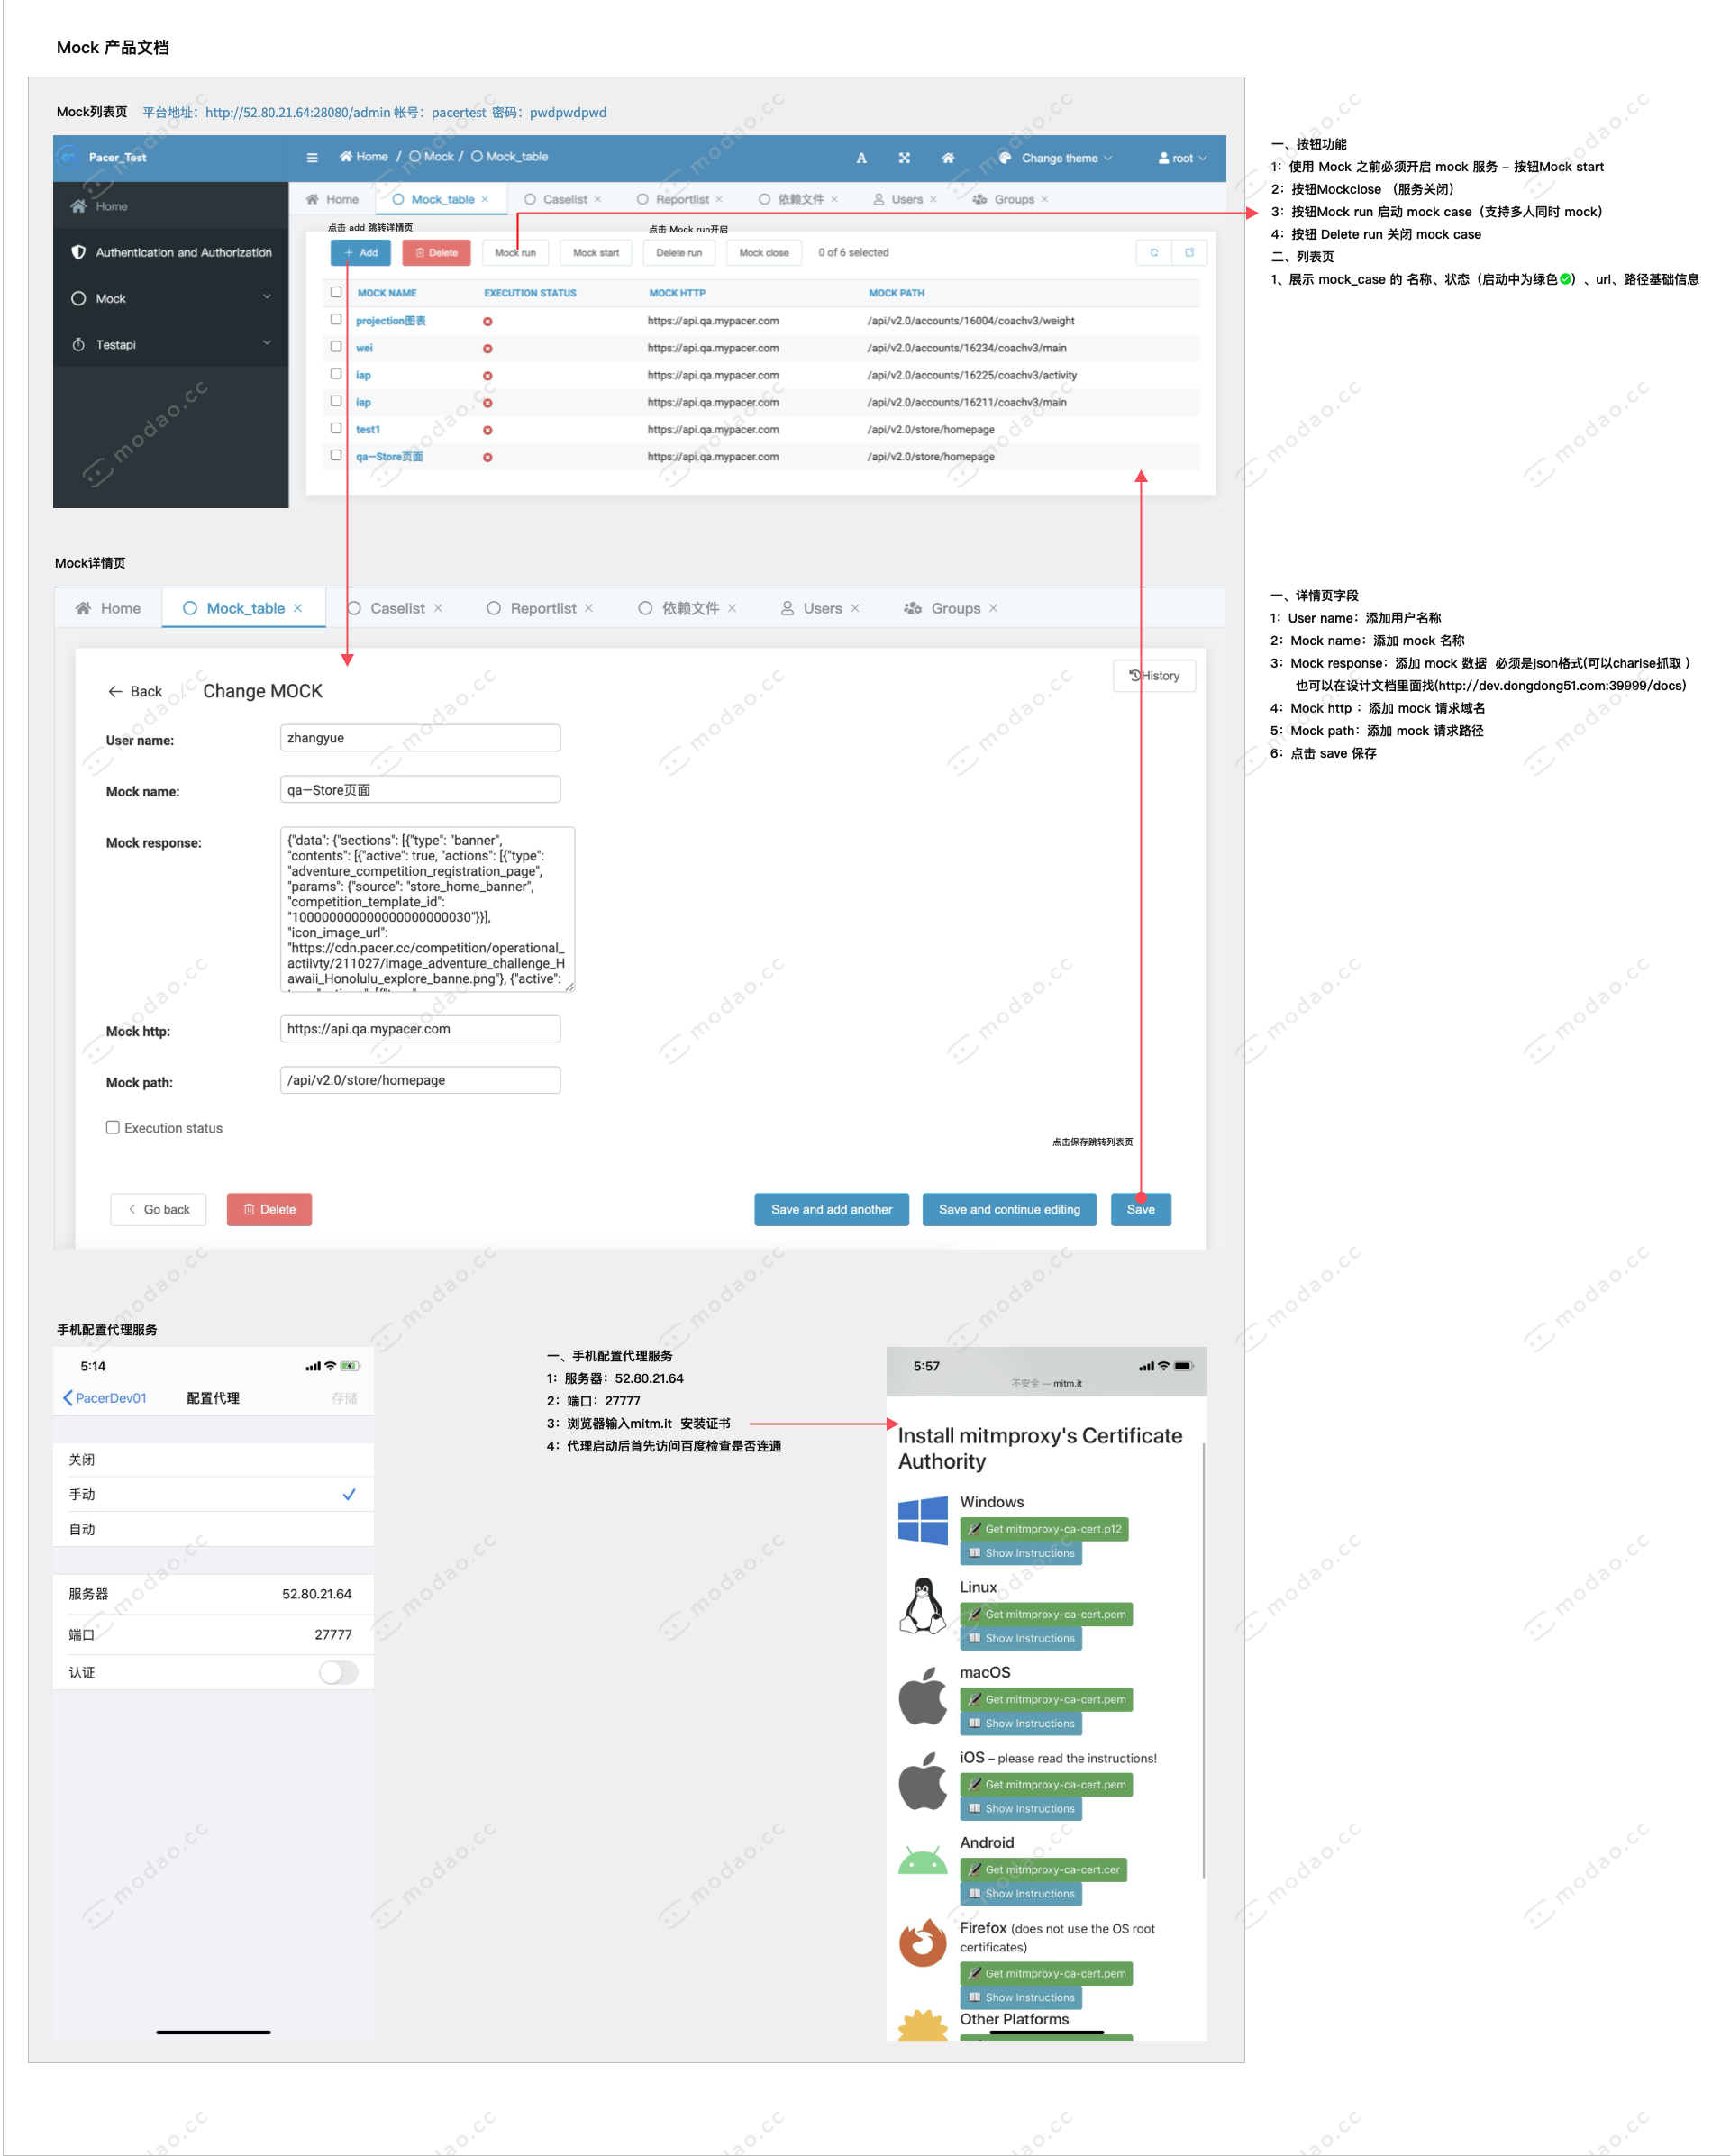 Mock 产品文档
Mock列表页 平台地址：http://52.80.21.64:28080/admin 帐号：pacertest 密码：pwdpwdpwd
Pacer_Test
Home / Mock / Mock_table
A
Change theme
root
Home
Authentication and Authorization
Mock
Testapi
Home Mock_table × Caselist × Reportlist × 依赖文件 × Users × Groups ×
点击 add 跳转详情页
点击 Mock run开启
+ Add Delete Mock run Mock start Delete run Mock close 0 of 6 selected
MOCK NAME EXECUTION STATUS MOCK HTTP MOCK PATH
projection图表 https://api.qa.mypacer.com /api/v2.0/accounts/16004/coachv3/weight
wei https://api.qa.mypacer.com /api/v2.0/accounts/16234/coachv3/main
iap https://api.qa.mypacer.com /api/v2.0/accounts/16225/coachv3/activity
iap https://api.qa.mypacer.com /api/v2.0/accounts/16211/coachv3/main
test1 https://api.qa.mypacer.com /api/v2.0/store/homepage
qa—Store页面 https://api.qa.mypacer.com /api/v2.0/store/homepage
一、按钮功能
1：使用 Mock 之前必须开启 mock 服务 – 按钮Mock start
2：按钮Mockclose （服务关闭）
3：按钮Mock run 启动 mock case（支持多人同时 mock）
4：按钮 Delete run 关闭 mock case
二、列表页
1、展示 mock_case 的 名称、状态（启动中为绿色✅）、url、路径基础信息
Mock详情页
Home Mock_table × Caselist × Reportlist × 依赖文件 × Users × Groups ×
History
← Back Change MOCK
User name: zhangyue
Mock name: qa—Store页面
Mock response: {"data": {"sections": [{"type": "banner",
"contents": [{"active": true, "actions": [{"type":
"adventure_competition_registration_page",
"params": {"source": "store_home_banner",
"competition_template_id":
"100000000000000000000030"}}],
"icon_image_url":
"https://cdn.pacer.cc/competition/operational_
actiivty/211027/image_adventure_challenge_H
awaii_Honolulu_explore_banne.png"}, {"active":
Mock http: https://api.qa.mypacer.com
Mock path: /api/v2.0/store/homepage
Execution status
点击保存跳转列表页
Go back Delete Save and add another Save and continue editing Save
一、详情页字段
1：User name：添加用户名称
2：Mock name：添加 mock 名称
3：Mock response：添加 mock 数据 必须是json格式(可以charlse抓取 )
也可以在设计文档里面找(http://dev.dongdong51.com:39999/docs)
4：Mock http ：添加 mock 请求域名
5：Mock path：添加 mock 请求路径
6：点击 save 保存
手机配置代理服务
5:14
PacerDev01 配置代理 存储
关闭
手动
自动
服务器 52.80.21.64
端口 27777
认证
一、手机配置代理服务
1：服务器：52.80.21.64
2：端口：27777
3：浏览器输入mitm.it 安装证书
4：代理启动后首先访问百度检查是否连通
5:57
不安全 — mitm.it
Install mitmproxy's Certificate
Authority
Windows
Get mitmproxy-ca-cert.p12
Show Instructions
Linux
Get mitmproxy-ca-cert.pem
Show Instructions
macOS
Get mitmproxy-ca-cert.pem
Show Instructions
iOS – please read the instructions!
Get mitmproxy-ca-cert.pem
Show Instructions
Android
Get mitmproxy-ca-cert.cer
Show Instructions
Firefox (does not use the OS root
certificates)
Get mitmproxy-ca-cert.pem
Show Instructions
Other Platforms
modao.cc